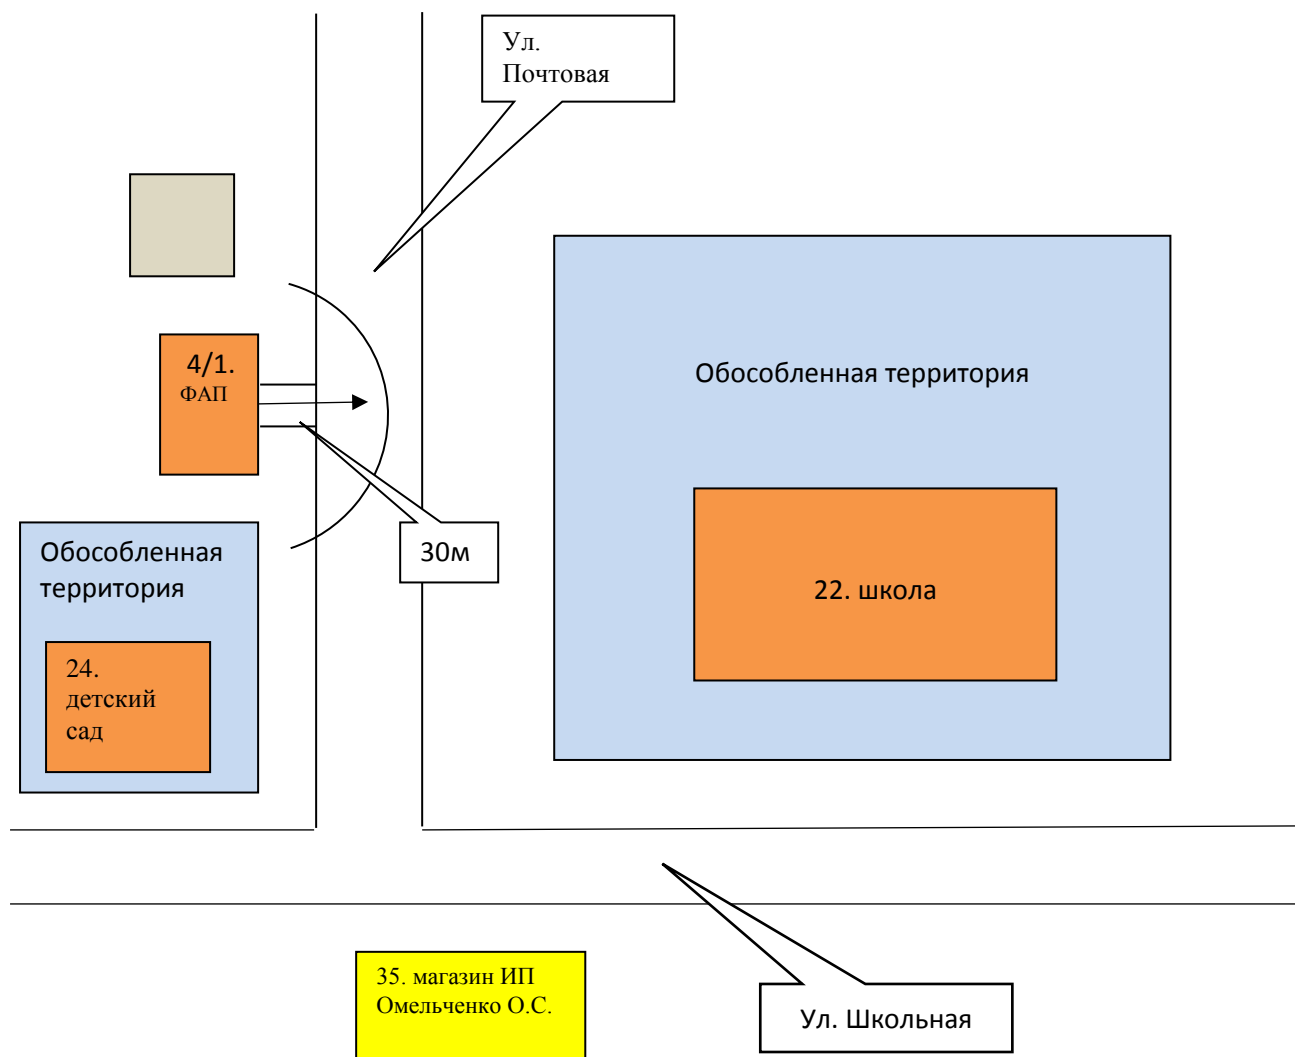 Ул.
Почтовая
4/1.
ФАП
Обособленная территория
Обособленная
территория
30м
22. школа
24.
детский
сад
35. магазин ИП
Омельченко О.С.
Ул. Школьная